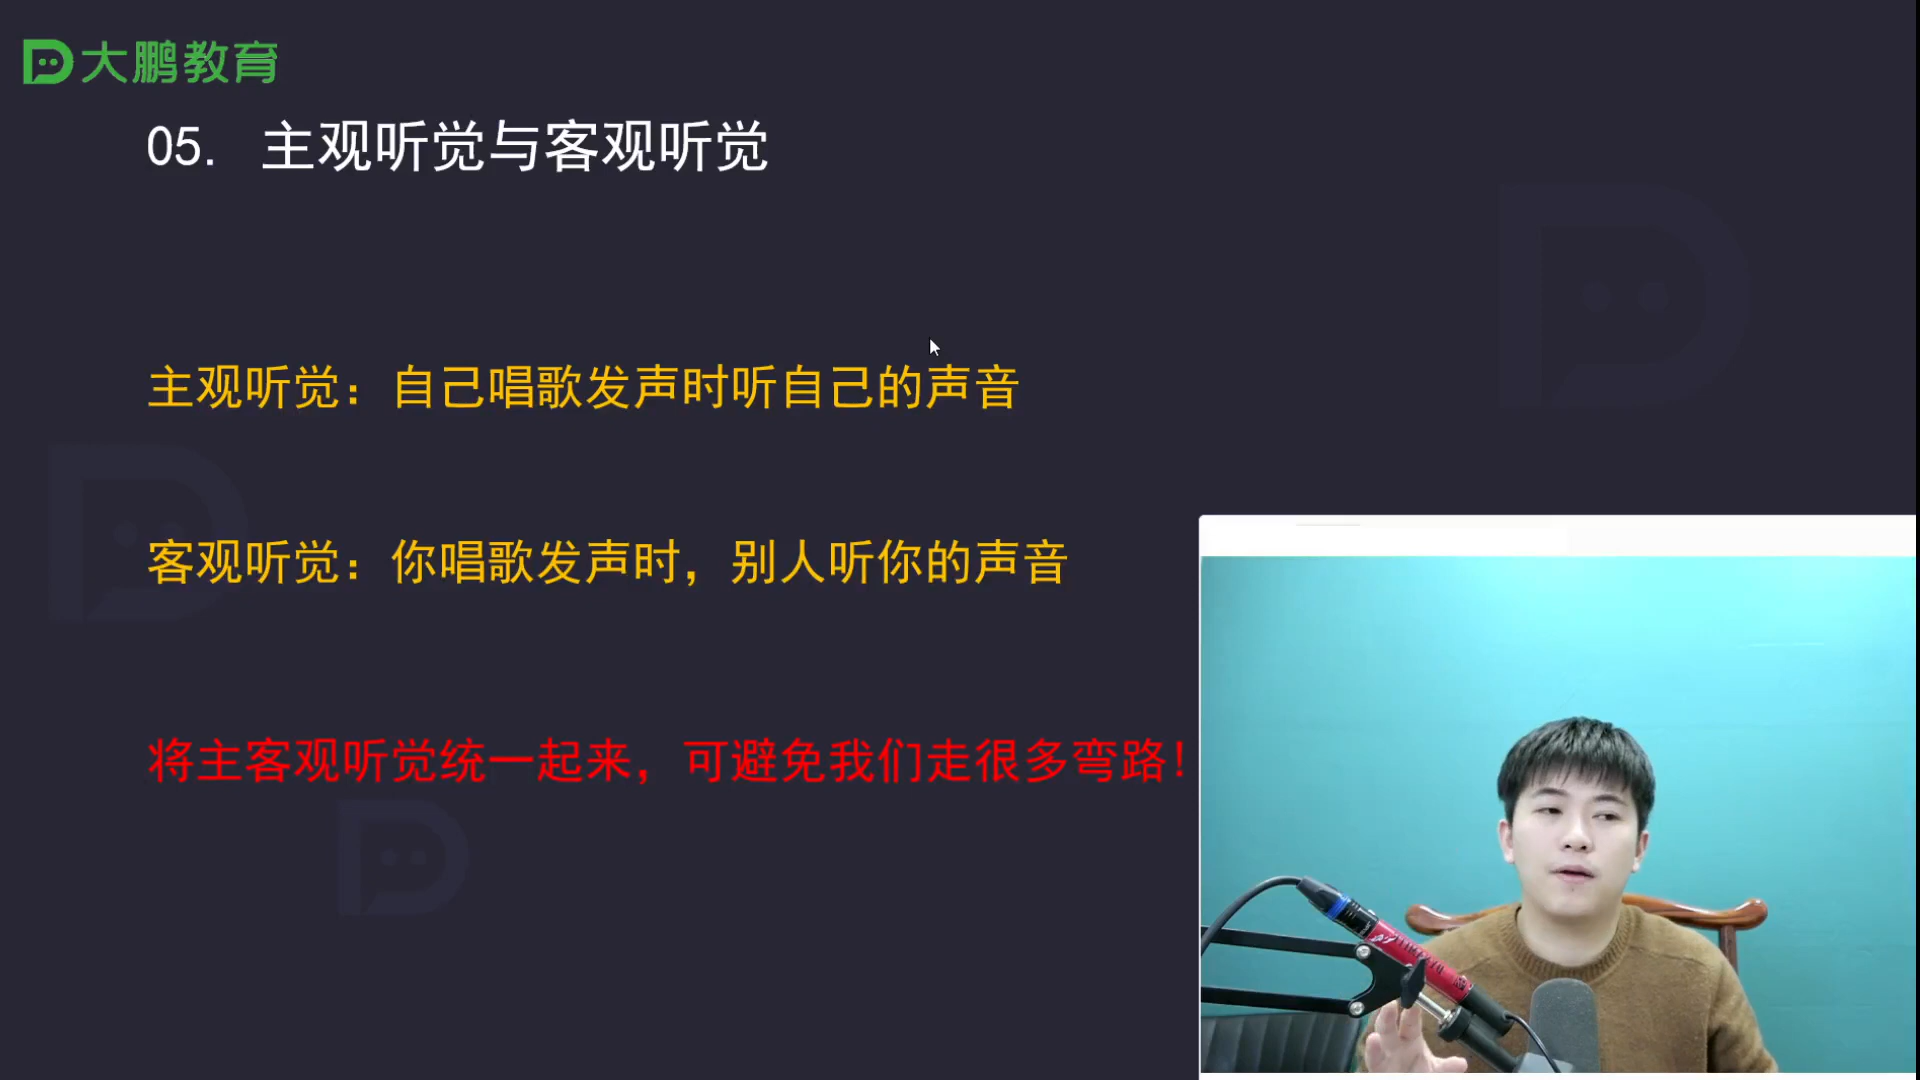 大鹏教育
05. 主观听觉与客观听觉
主观听觉：自己唱歌发声时听自己的声音
客观听觉：你唱歌发声时，别人听你的声音
将主客观听觉统一起来，可避免我们走很多弯路！